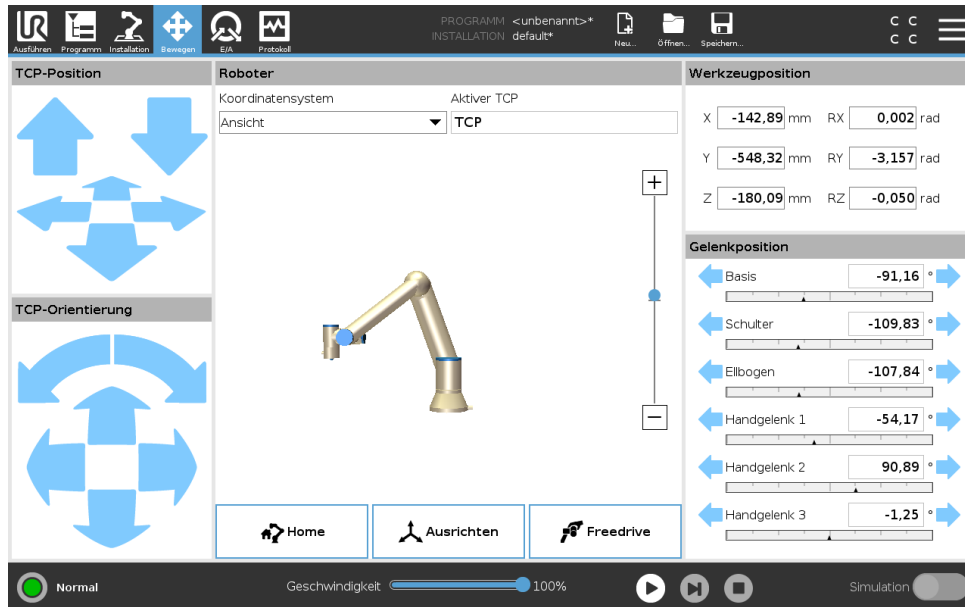 UR
PROGRAMM <unbenannt>*
INSTALLATION default*
C C
C C
Ausführen Programm Installation Bewegen E/A Protokoll Neu... Öffnen... Speichern...
TCP-Position
Roboter
Koordinatensystem Aktiver TCP
Ansicht TCP
+
−
Home Ausrichten Freedrive
TCP-Orientierung
Werkzeugposition
X -142,89 mm RX 0,002 rad
Y -548,32 mm RY -3,157 rad
Z -180,09 mm RZ -0,050 rad
Gelenkposition
Basis -91,16 °
Schulter -109,83 °
Ellbogen -107,84 °
Handgelenk 1 -54,17 °
Handgelenk 2 90,89 °
Handgelenk 3 -1,25 °
Normal Geschwindigkeit 100% Simulation